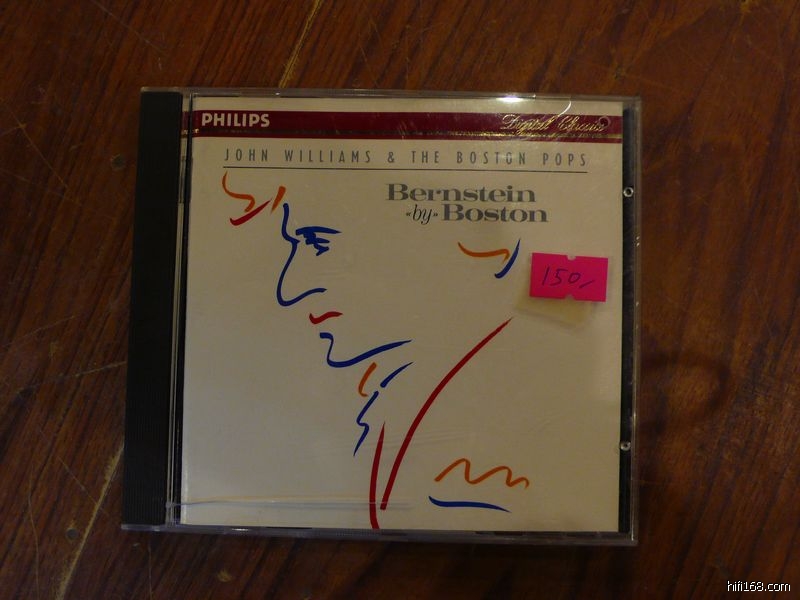 PHILIPS
Digital Classics
JOHN WILLIAMS & THE BOSTON POPS
Bernstein
«by» Boston
150,-
hifi168.com